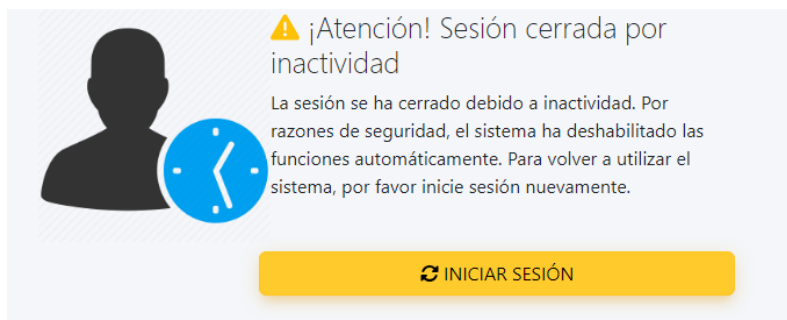 ¡Atención! Sesión cerrada por
inactividad
La sesión se ha cerrado debido a inactividad. Por
razones de seguridad, el sistema ha deshabilitado las
funciones automáticamente. Para volver a utilizar el
sistema, por favor inicie sesión nuevamente.
INICIAR SESIÓN